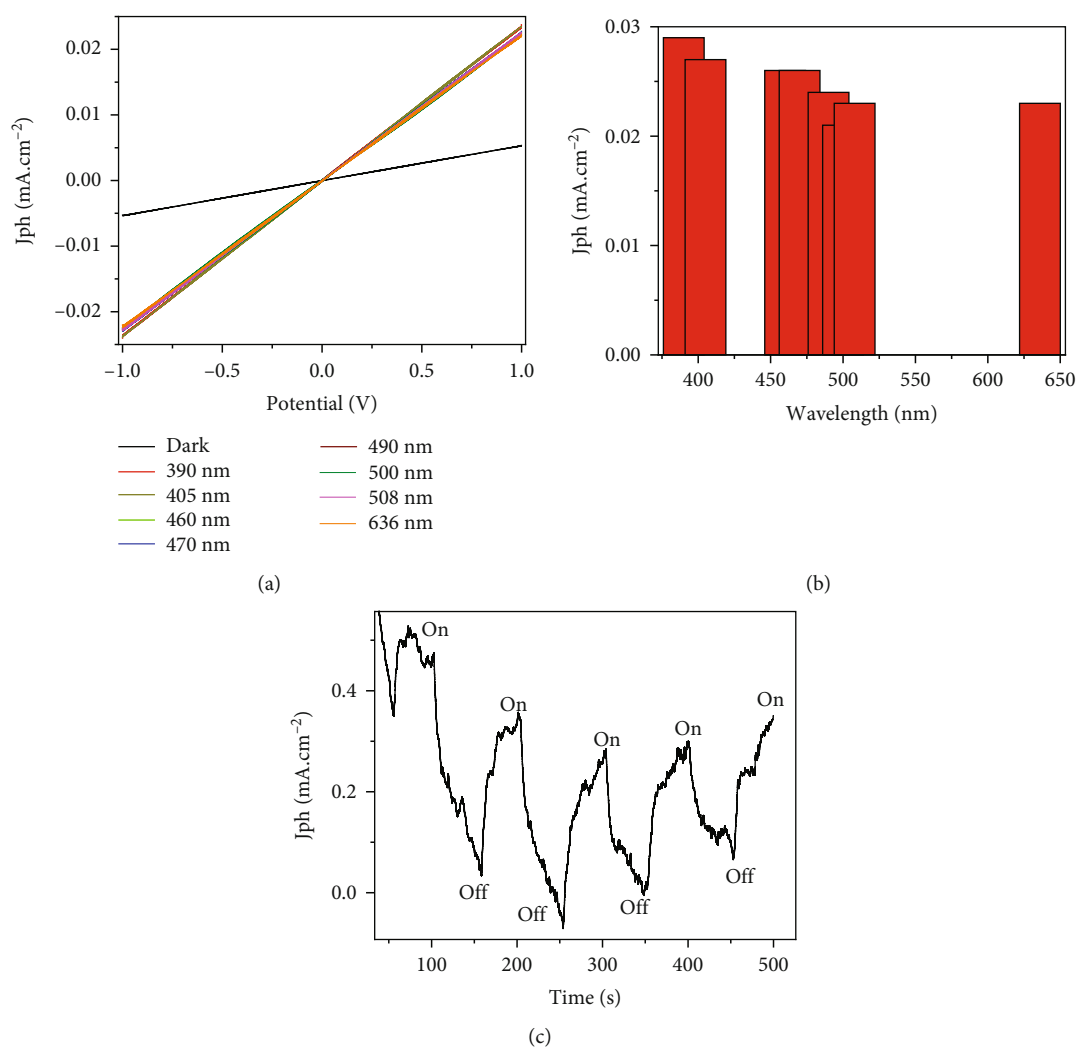 0.02
0.01
0.00
−0.01
−0.02
Jph (mA.cm−2)
−1.0 −0.5 0.0 0.5 1.0
Potential (V)
Dark
390 nm
405 nm
460 nm
470 nm
490 nm
500 nm
508 nm
636 nm
(a)
0.03
0.02
0.01
0.00
Jph (mA.cm−2)
400 450 500 550 600 650
Wavelength (nm)
(b)
0.4
0.2
0.0
Jph (mA.cm−2)
On
On
On
On
On
Off
Off
Off
Off
100 200 300 400 500
Time (s)
(c)